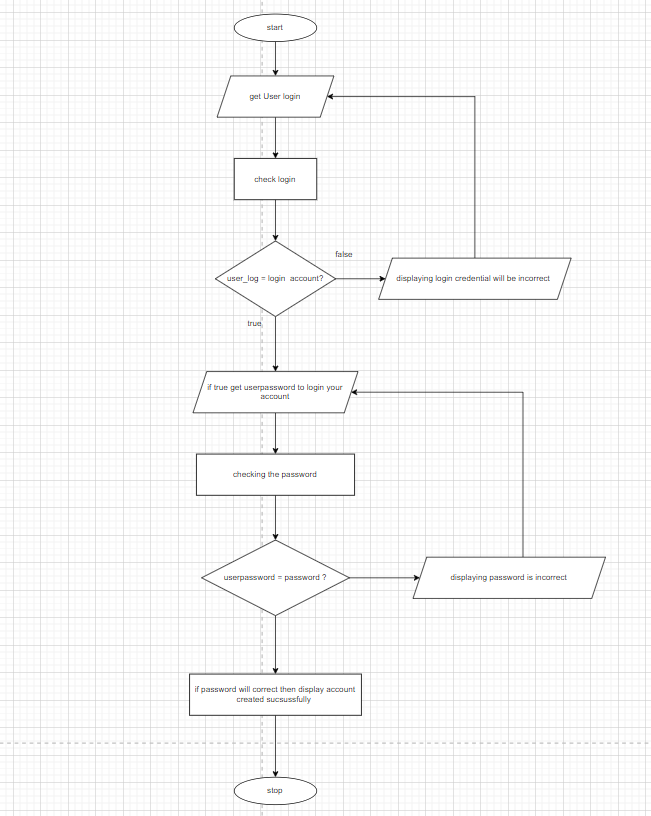 start
get User login
check login
false
user_log = login account?
displaying login credential will be incorrect
true
if true get userpassword to login your
account
checking the password
userpassword = password ?
displaying password is incorrect
if password will correct then display account
created sucsussfully
stop